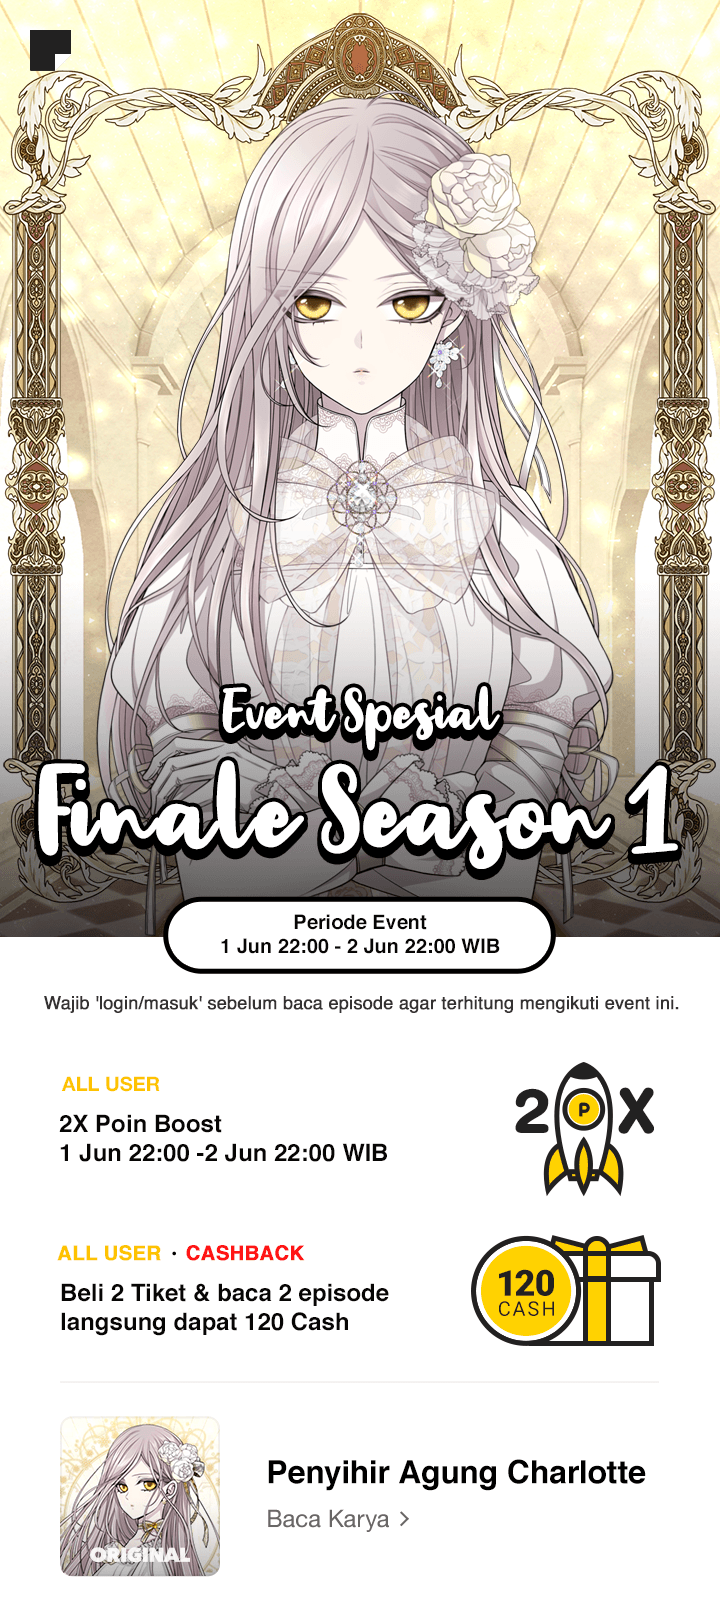 Event Spesial
Finale Season 1
Periode Event
1 Jun 22:00 - 2 Jun 22:00 WIB
Wajib 'login/masuk' sebelum baca episode agar terhitung mengikuti event ini.
ALL USER
2X Poin Boost
1 Jun 22:00 -2 Jun 22:00 WIB
2 P X
ALL USER · CASHBACK
Beli 2 Tiket & baca 2 episode
langsung dapat 120 Cash
120
CASH
ORIGINAL
Penyihir Agung Charlotte
Baca Karya >